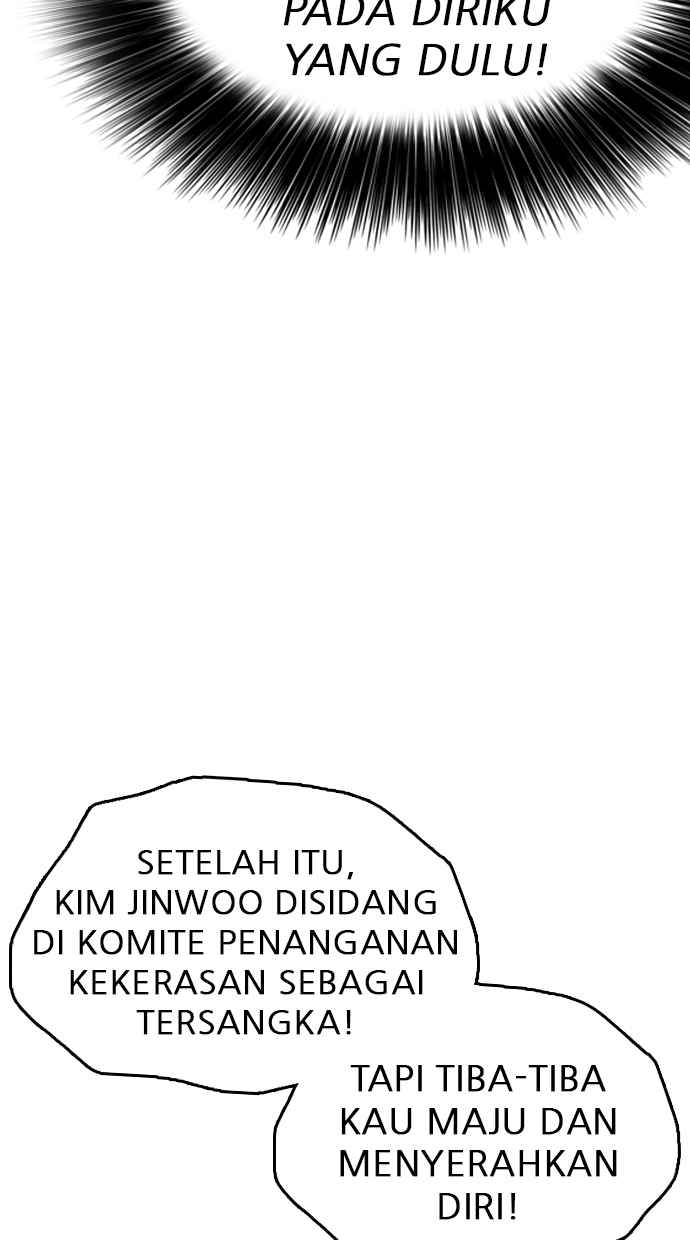 PADA DIRIKU
YANG DULU!
SETELAH ITU,
KIM JINWOO DISIDANG
DI KOMITE PENANGANAN
KEKERASAN SEBAGAI
TERSANGKA!
TAPI TIBA-TIBA
KAU MAJU DAN
MENYERAHKAN
DIRI!